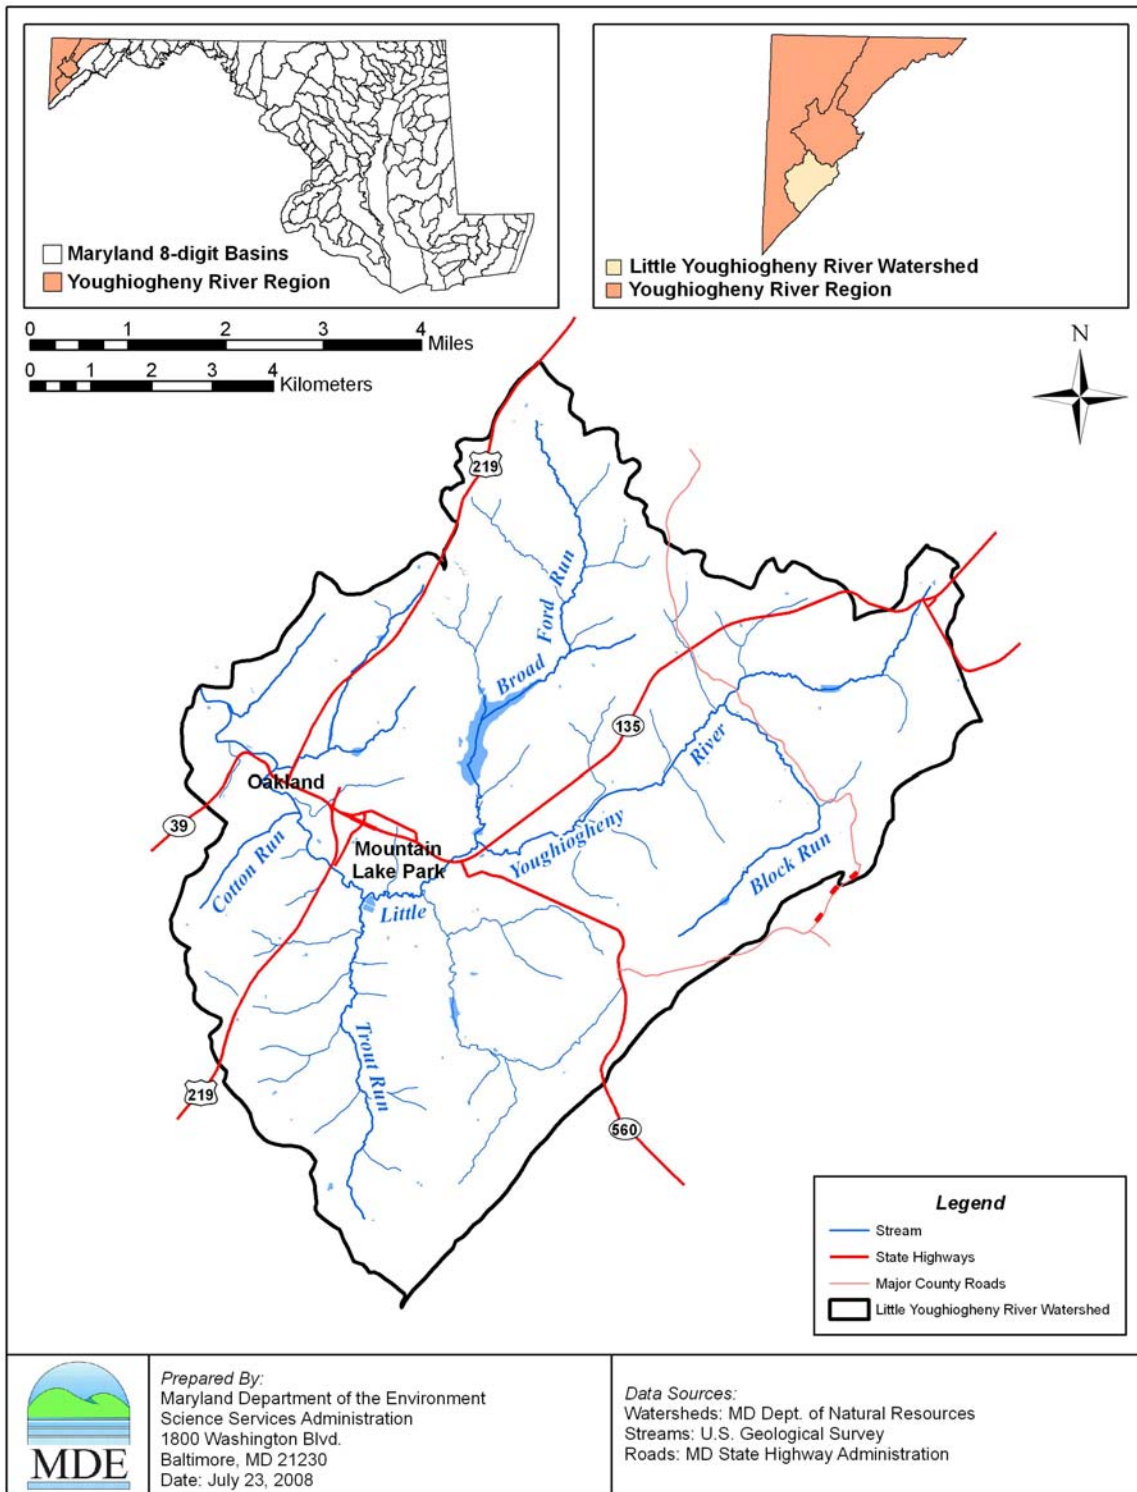 Maryland 8-digit Basins
Youghiogheny River Region
Little Youghiogheny River Watershed
Youghiogheny River Region
0 1 2 3 4
Miles
0 1 2 3 4
Kilometers
N
219
Broad Ford Run
135
River
Oakland
39
Youghiogheny
Mountain
Lake Park
Cotton Run
Block Run
Little
Trout Run
219
560
Legend
Stream
State Highways
Major County Roads
Little Youghiogheny River Watershed
MDE
Prepared By:
Maryland Department of the Environment
Science Services Administration
1800 Washington Blvd.
Baltimore, MD 21230
Date: July 23, 2008
Data Sources:
Watersheds: MD Dept. of Natural Resources
Streams: U.S. Geological Survey
Roads: MD State Highway Administration